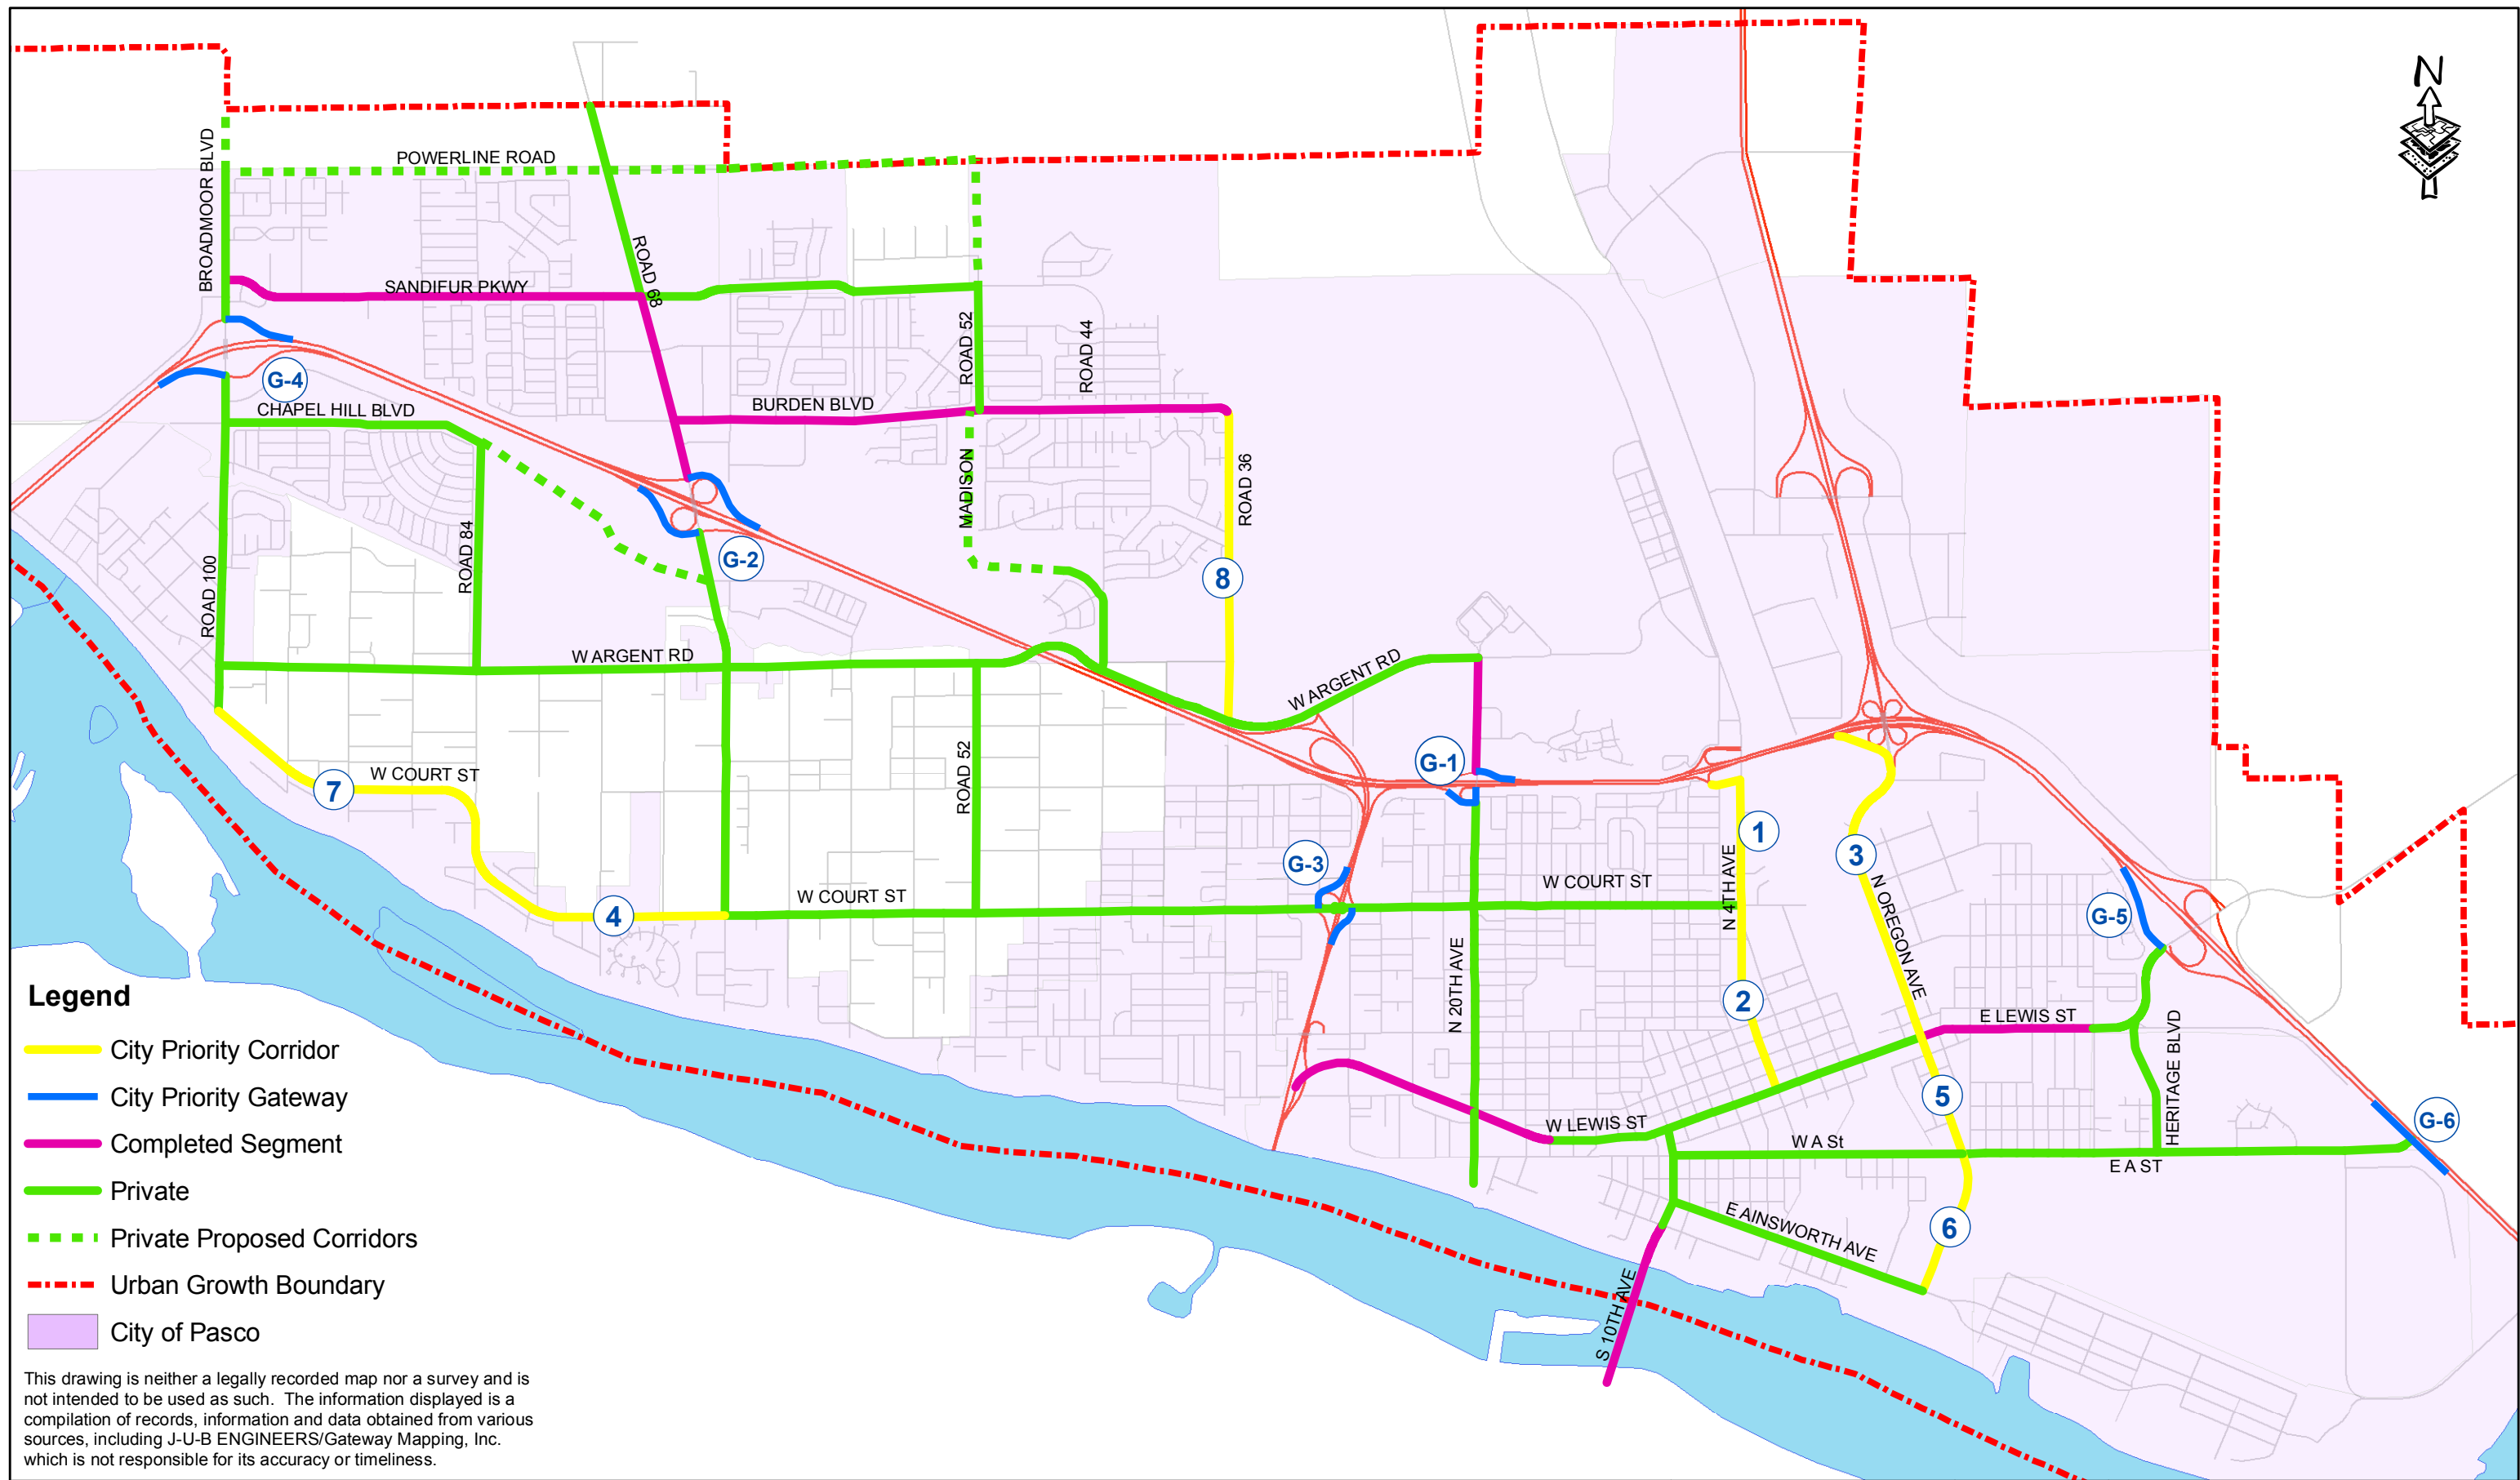 N
POWERLINE ROAD
BROADMOOR BLVD
ROAD 68
SANDIFUR PKWY
ROAD 52
ROAD 44
G-4
CHAPEL HILL BLVD
BURDEN BLVD
MADISON
ROAD 36
ROAD 84
G-2
8
ROAD 100
W ARGENT RD
W ARGENT RD
G-1
7
W COURT ST
ROAD 52
1
3
G-3
N 4TH AVE
W COURT ST
W COURT ST
4
N OREGON AVE
G-5
N 20TH AVE
2
E LEWIS ST
HERITAGE BLVD
5
G-6
W LEWIS ST
W A St
E A ST
E AINSWORTH AVE
6
S 10TH AVE
Legend
City Priority Corridor
City Priority Gateway
Completed Segment
Private
Private Proposed Corridors
Urban Growth Boundary
City of Pasco
This drawing is neither a legally recorded map nor a survey and is
not intended to be used as such. The information displayed is a
compilation of records, information and data obtained from various
sources, including J-U-B ENGINEERS/Gateway Mapping, Inc.
which is not responsible for its accuracy or timeliness.